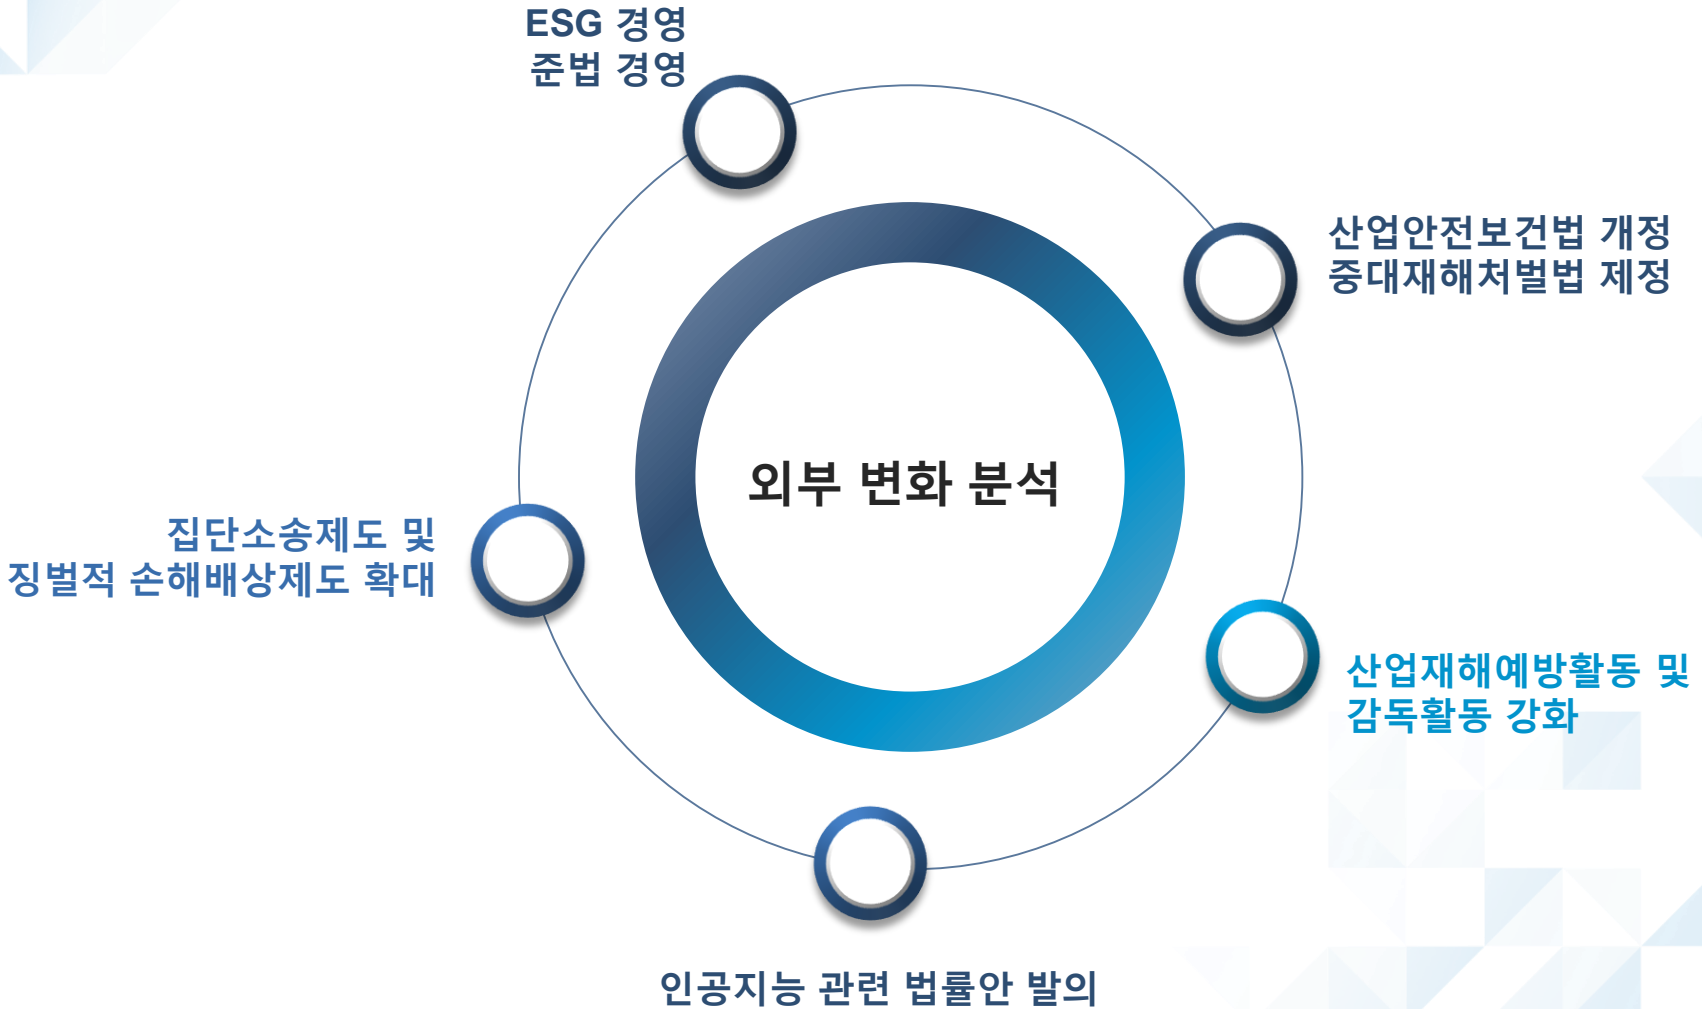 ESG 경영
준법 경영
산업안전보건법 개정
중대재해처벌법 제정
외부 변화 분석
집단소송제도 및
징벌적 손해배상제도 확대
산업재해예방활동 및
감독활동 강화
인공지능 관련 법률안 발의